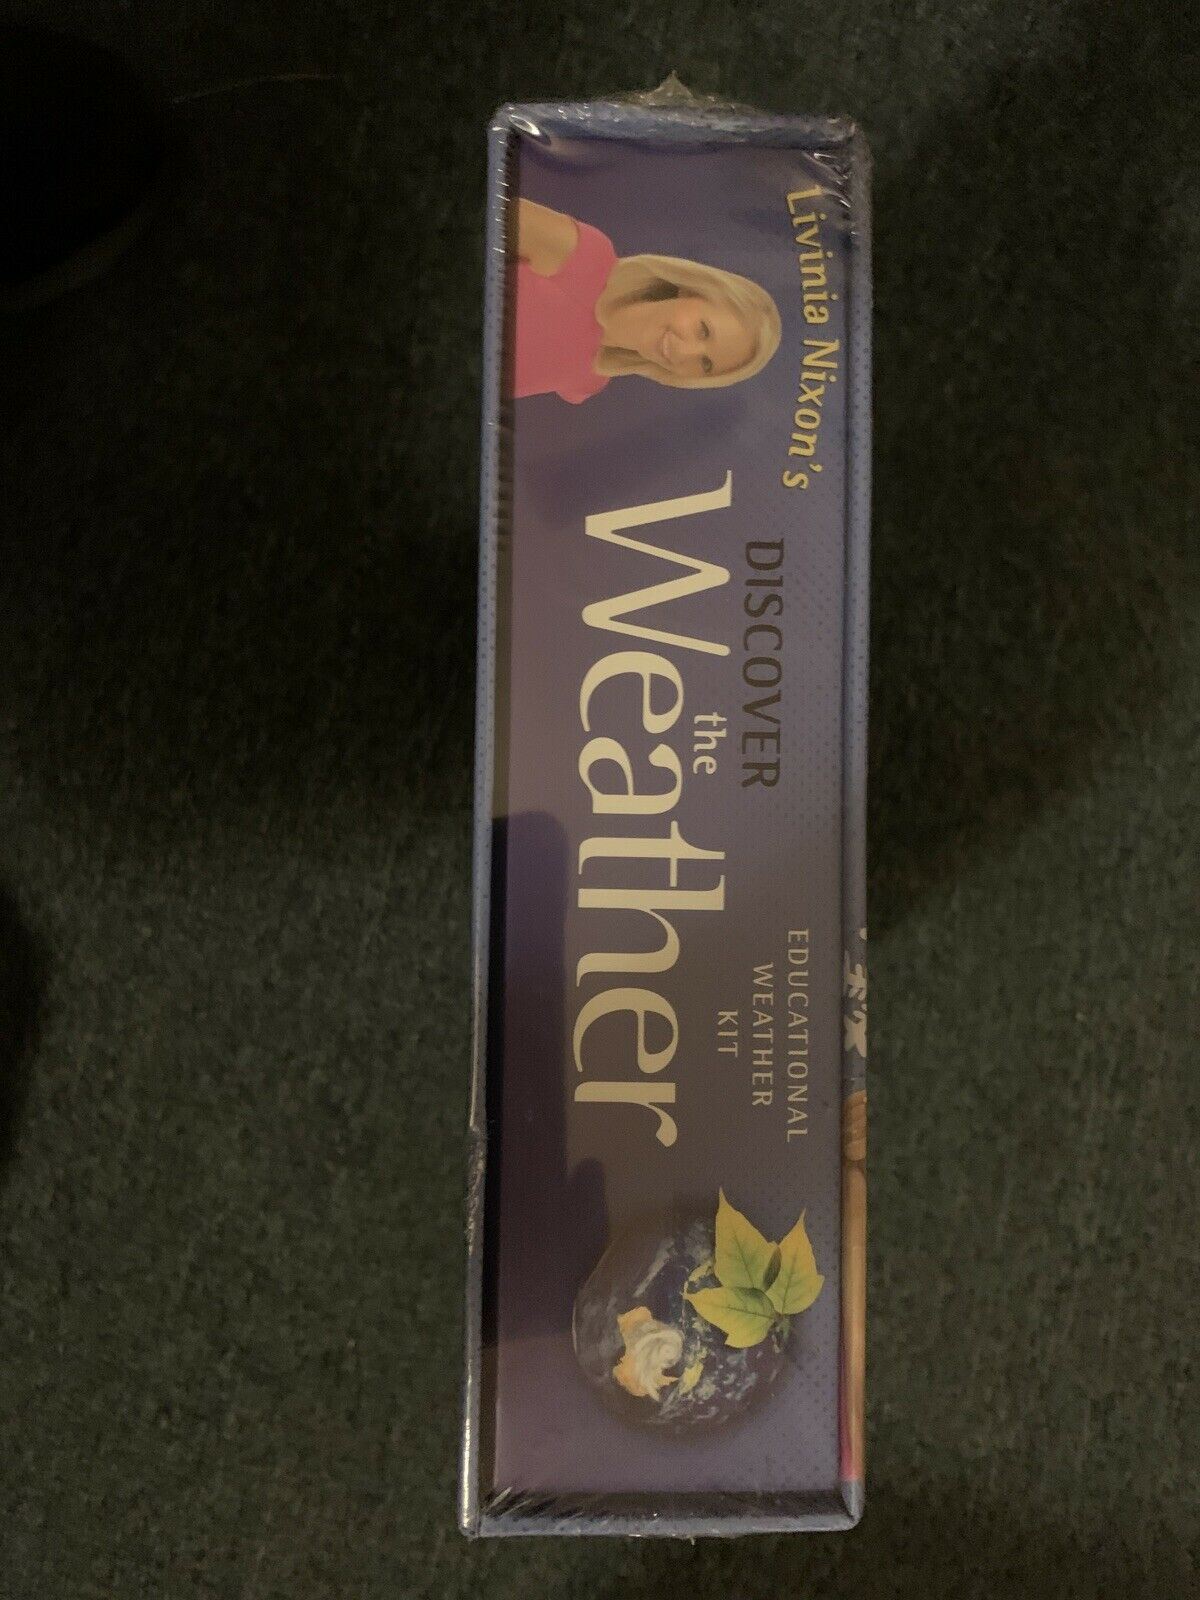 Livinia Nixon's
DISCOVER
the
Weather
EDUCATIONAL
WEATHER
KIT